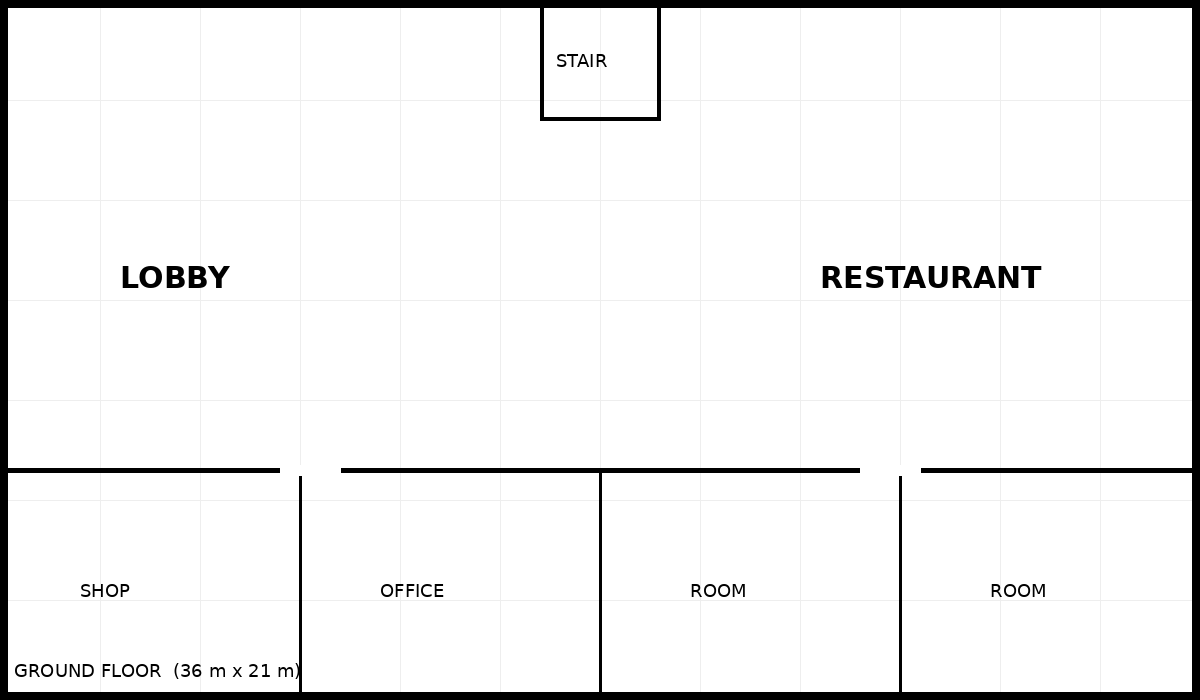 STAIR
LOBBY
RESTAURANT
SHOP
OFFICE
ROOM
ROOM
GROUND FLOOR  (36 m x 21 m)